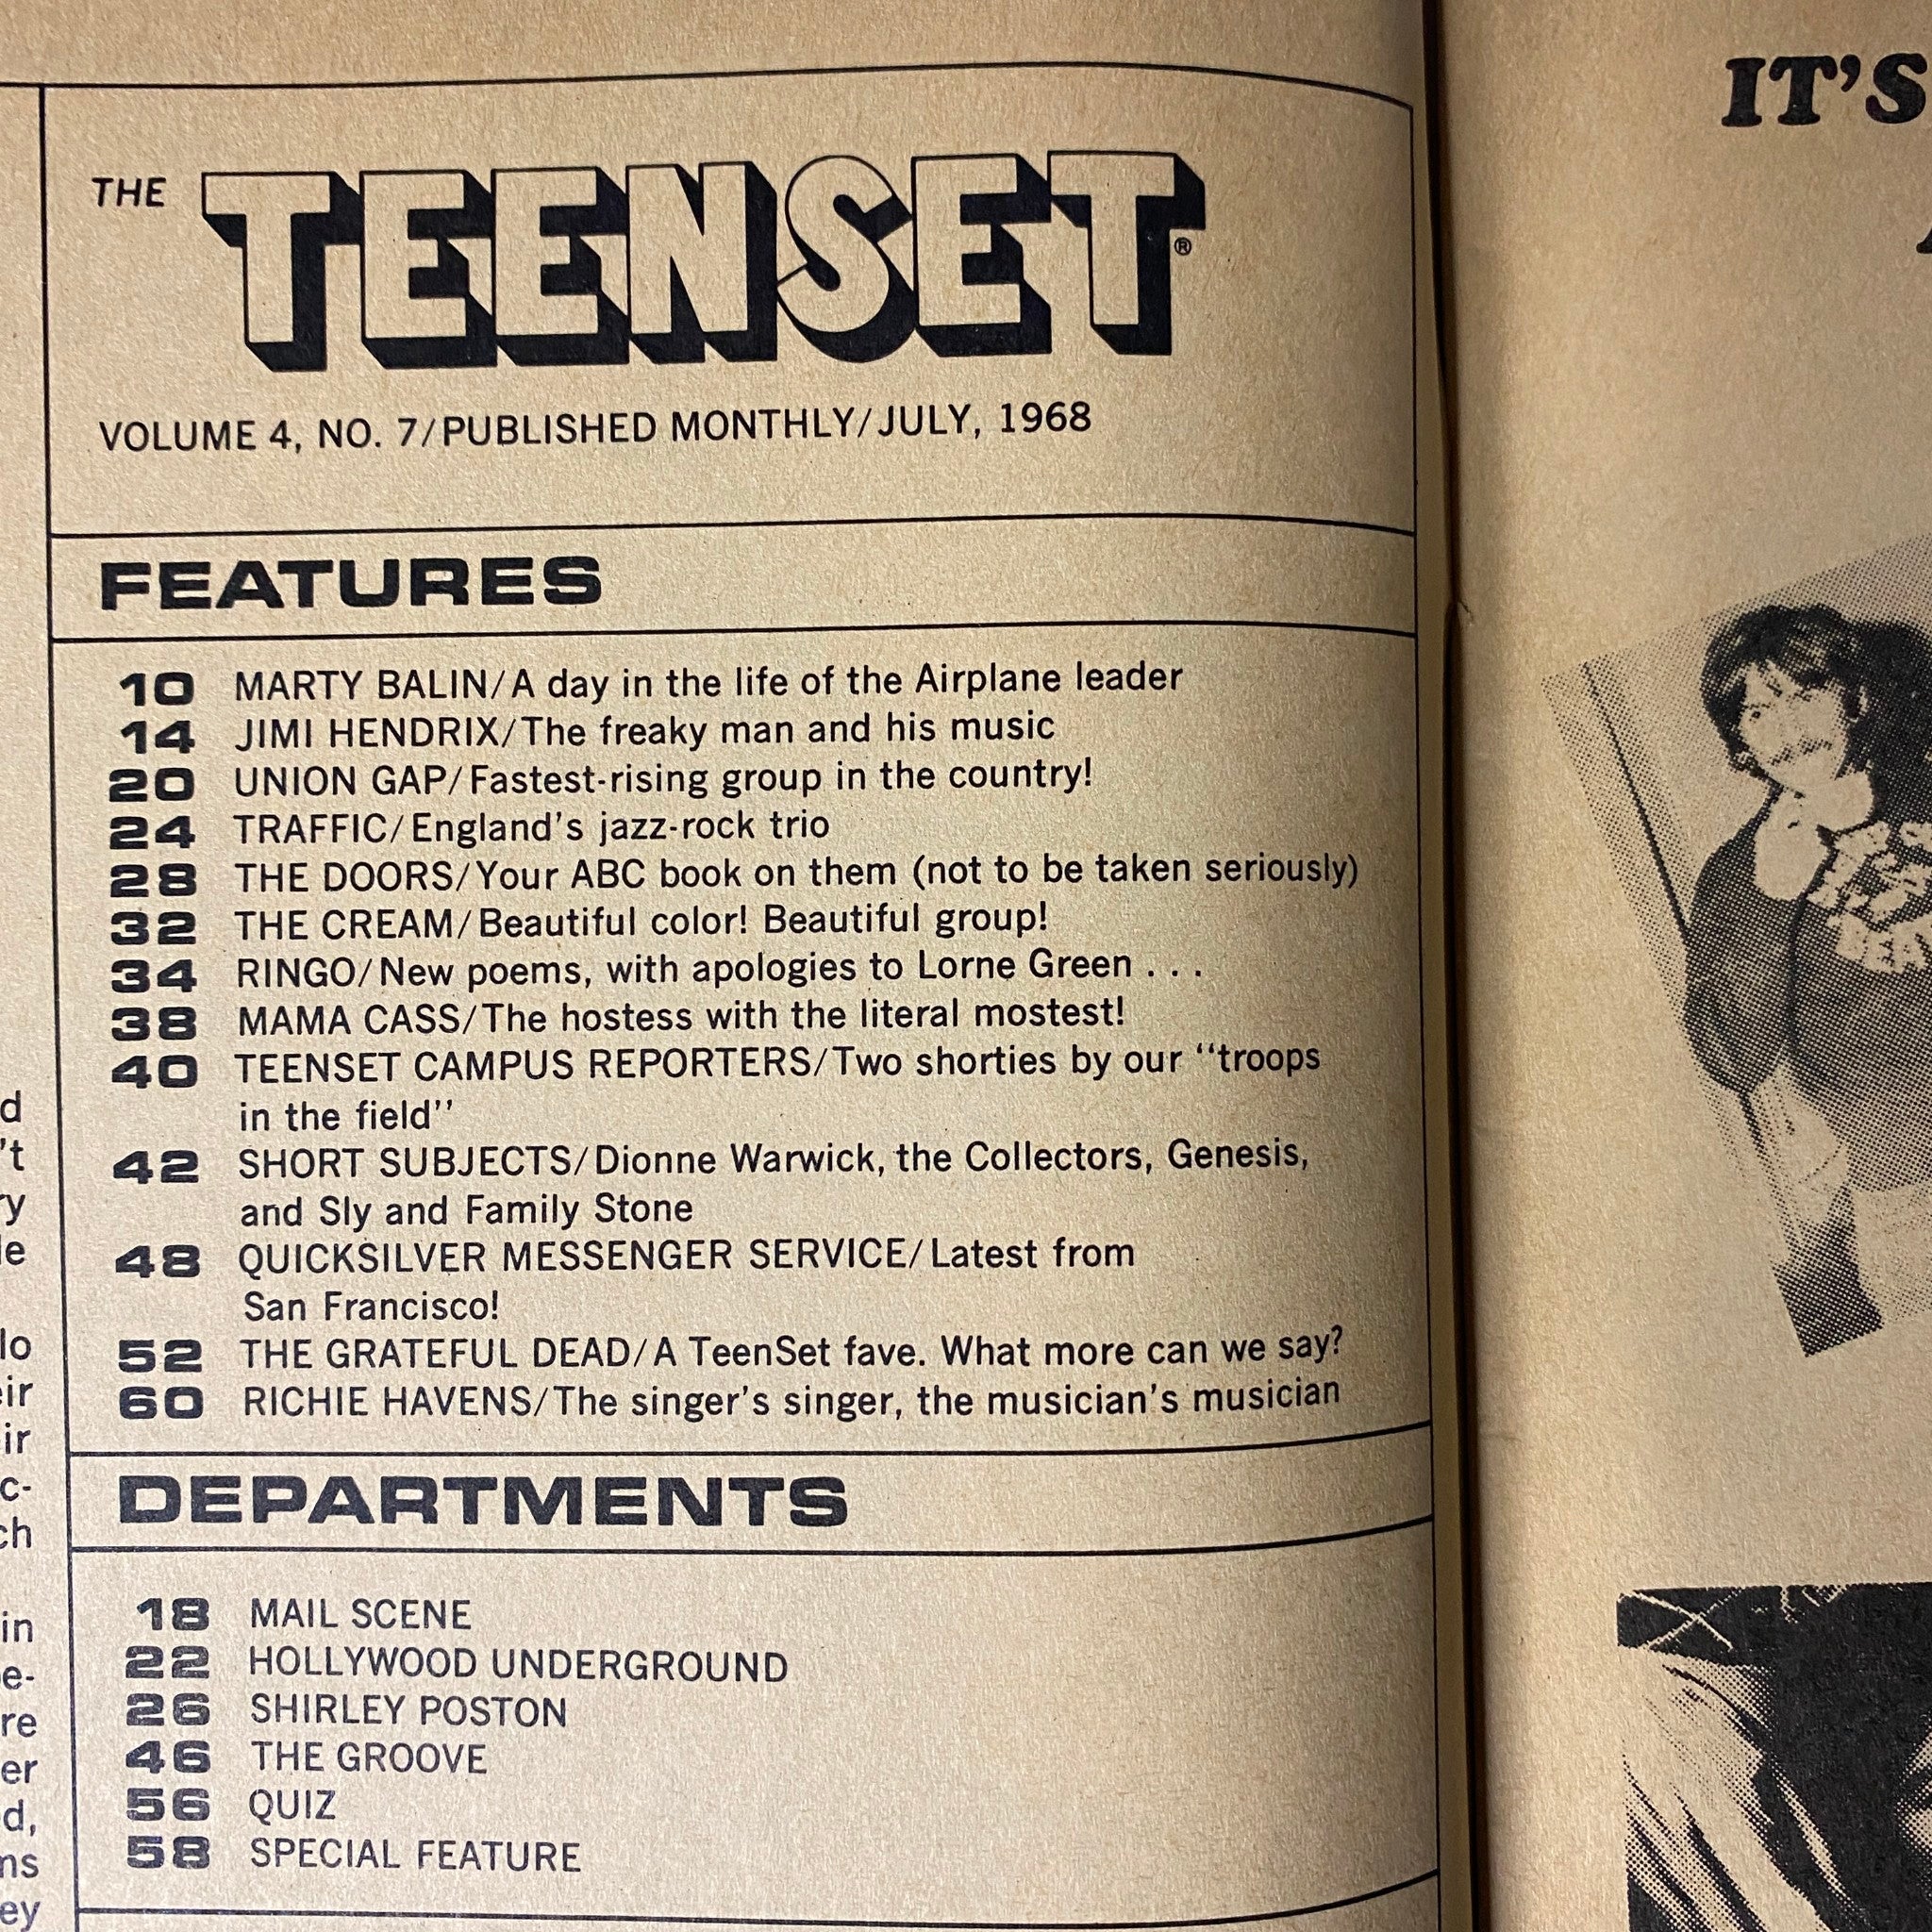 THE TEENSET®
VOLUME 4, NO. 7/PUBLISHED MONTHLY/JULY, 1968
FEATURES
10 MARTY BALIN/A day in the life of the Airplane leader
14 JIMI HENDRIX/The freaky man and his music
20 UNION GAP/Fastest-rising group in the country!
24 TRAFFIC/England's jazz-rock trio
28 THE DOORS/Your ABC book on them (not to be taken seriously)
32 THE CREAM/Beautiful color! Beautiful group!
34 RINGO/New poems, with apologies to Lorne Green . . .
38 MAMA CASS/The hostess with the literal mostest!
40 TEENSET CAMPUS REPORTERS/Two shorties by our "troops
in the field"
42 SHORT SUBJECTS/Dionne Warwick, the Collectors, Genesis,
and Sly and Family Stone
48 QUICKSILVER MESSENGER SERVICE/Latest from
San Francisco!
52 THE GRATEFUL DEAD/A TeenSet fave. What more can we say?
60 RICHIE HAVENS/The singer's singer, the musician's musician
DEPARTMENTS
18 MAIL SCENE
22 HOLLYWOOD UNDERGROUND
26 SHIRLEY POSTON
46 THE GROOVE
56 QUIZ
58 SPECIAL FEATURE
IT'S